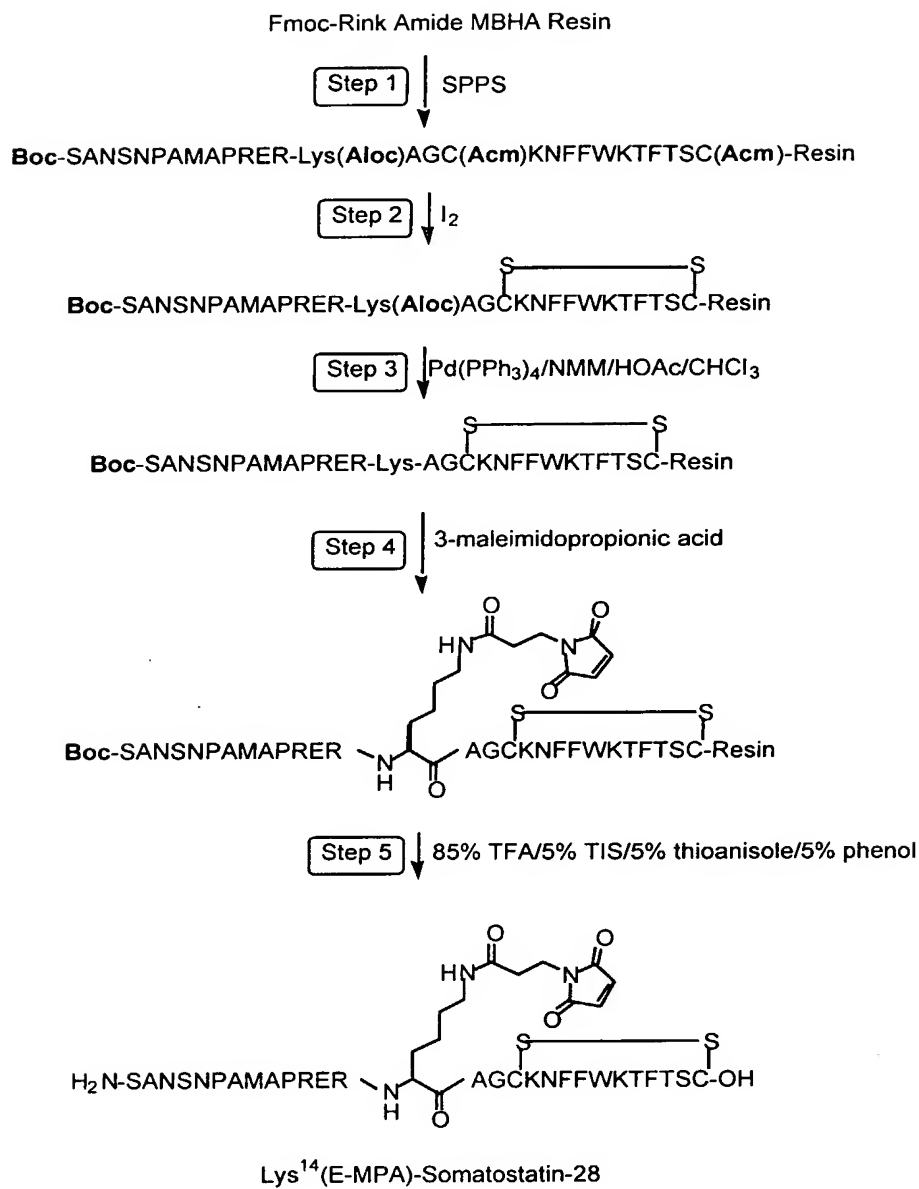 Fmoc-Rink Amide MBHA Resin
Step 1 SPPS
Boc-SANSNPAMAPRER-Lys(Aloc)AGC(Acm)KNFFWKTFTSC(Acm)-Resin
Step 2 I2
S S
Boc-SANSNPAMAPRER-Lys(Aloc)AGCKNFFWKTFTSC-Resin
Step 3 Pd(PPh3)4/NMM/HOAc/CHCl3
S S
Boc-SANSNPAMAPRER-Lys-AGCKNFFWKTFTSC-Resin
Step 4 3-maleimidopropionic acid
O O
HN N
O
S S
Boc-SANSNPAMAPRER N H O AGCKNFFWKTFTSC-Resin
Step 5 85% TFA/5% TIS/5% thioanisole/5% phenol
O O
HN N
O
S S
H2N-SANSNPAMAPRER N H O AGCKNFFWKTFTSC-OH
Lys14(E-MPA)-Somatostatin-28